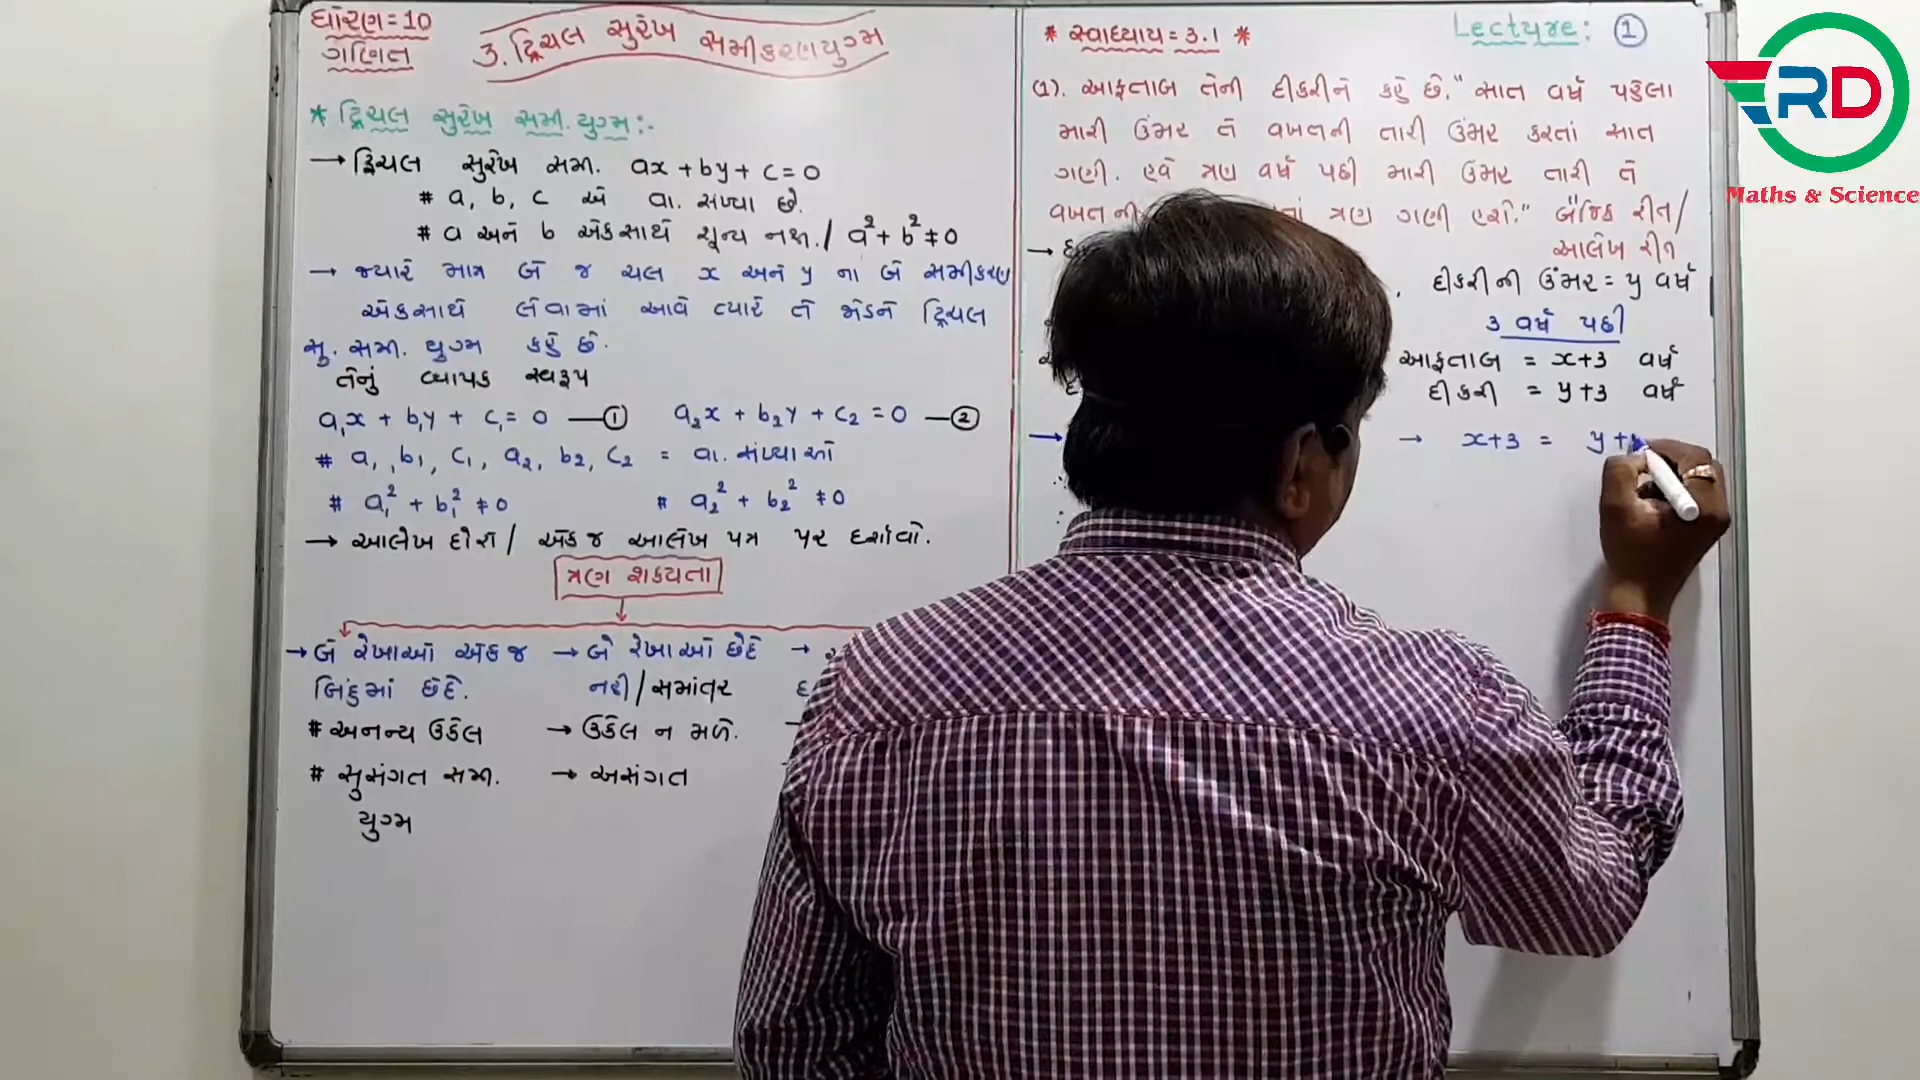 ધોરણ = 10
ગણિત
3. દ્વિચલ સુરેખ સમીકરણયુગ્મ
* દ્વિચલ સુરેખ સમી. યુગ્મ :-
→ દ્વિચલ સુરેખ સમી. ax + by + c = 0
# a, b, c એ વા. સંખ્યા છે.
# a અને b એકસાથે શૂન્ય નથી. / a² + b² ≠ 0
→ જ્યારે માત્ર બે જ ચલ x અને y ના બે સમીકરણ
એકસાથે લેવામાં આવે ત્યારે તે જોડને દ્વિચલ
સુ. સમી. યુગ્મ કહે છે.
તેનું વ્યાપક સ્વરૂપ
a₁x + b₁y + c₁ = 0 —① a₂x + b₂y + c₂ = 0 —②
# a₁, b₁, c₁, a₂, b₂, c₂ = વા. સંખ્યાઓ
# a₁² + b₁² ≠ 0 # a₂² + b₂² ≠ 0
→ આલેખ દોરો / એક જ આલેખ પત્ર પર દર્શાવો.
ત્રણ શક્યતા
→ બે રેખાઓ એક જ
બિંદુમાં છેદે.
# અનન્ય ઉકેલ
# સુસંગત સમી.
યુગ્મ
→ બે રેખાઓ છેદે
નહીં / સમાંતર
→ ઉકેલ ન મળે.
→ અસંગત
* સ્વાધ્યાય = 3.1 *
Lecture: 1
(1). આફતાબ તેની દીકરીને કહે છે, "સાત વર્ષ પહેલા
મારી ઉંમર તે વખતની તારી ઉંમર કરતાં સાત
ગણી. હવે ત્રણ વર્ષ પછી મારી ઉંમર તારી તે
વખતની ત્રણ ગણી હશે." બૈજિક રીત /
આલેખ રીત
દીકરીની ઉંમર = y વર્ષ
3 વર્ષ પછી
આફતાબ = x+3 વર્ષ
દીકરી = y+3 વર્ષ
→ x+3 = y+
RD
Maths & Science